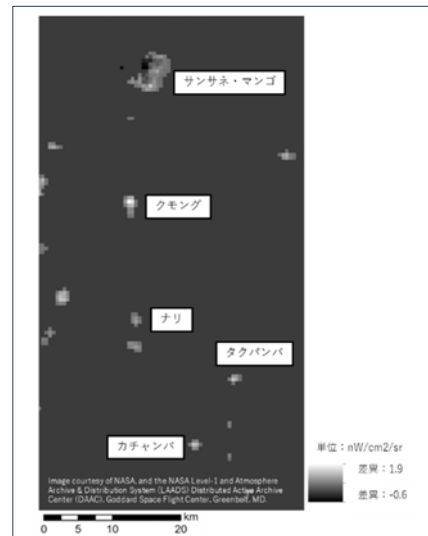 サンサネ・マンゴ
クモング
ナリ
タクパンバ
カチャンバ
単位：nW/cm2/sr
差異：1.9
差異：-0.6
Image courtesy of NASA, and the NASA Level-1 and Atmosphere
Archive & Distribution System (LAADS) Distributed Active Archive
Center (DAAC), Goddard Space Flight Center, Greenbelt, MD.
km
0 5 10 20